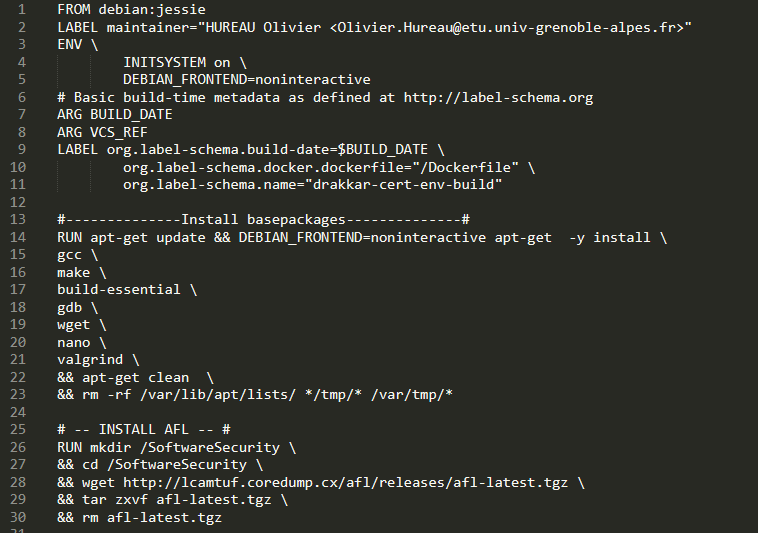 1 FROM debian:jessie
2 LABEL maintainer="HUREAU Olivier <Olivier.Hureau@etu.univ-grenoble-alpes.fr>"
3 ENV \
4 INITSYSTEM on \
5 DEBIAN_FRONTEND=noninteractive
6 # Basic build-time metadata as defined at http://label-schema.org
7 ARG BUILD_DATE
8 ARG VCS_REF
9 LABEL org.label-schema.build-date=$BUILD_DATE \
10 org.label-schema.docker.dockerfile="/Dockerfile" \
11 org.label-schema.name="drakkar-cert-env-build"
12
13 #--------------Install basepackages--------------#
14 RUN apt-get update && DEBIAN_FRONTEND=noninteractive apt-get  -y install \
15 gcc \
16 make \
17 build-essential \
18 gdb \
19 wget \
20 nano \
21 valgrind \
22 && apt-get clean  \
23 && rm -rf /var/lib/apt/lists/ */tmp/* /var/tmp/*
24
25 # -- INSTALL AFL -- #
26 RUN mkdir /SoftwareSecurity \
27 && cd /SoftwareSecurity \
28 && wget http://lcamtuf.coredump.cx/afl/releases/afl-latest.tgz \
29 && tar zxvf afl-latest.tgz \
30 && rm afl-latest.tgz